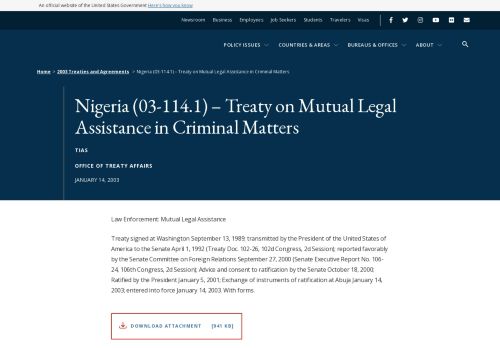 An official website of the United States Government Here's how you know
Newsroom Business Employees Job Seekers Students Travelers Visas
POLICY ISSUES COUNTRIES & AREAS BUREAUS & OFFICES ABOUT
Home > 2003 Treaties and Agreements > Nigeria (03-114.1) – Treaty on Mutual Legal Assistance in Criminal Matters
Nigeria (03-114.1) – Treaty on Mutual Legal
Assistance in Criminal Matters
TIAS
OFFICE OF TREATY AFFAIRS
JANUARY 14, 2003
Law Enforcement: Mutual Legal Assistance
Treaty signed at Washington September 13, 1989; transmitted by the President of the United States of
America to the Senate April 1, 1992 (Treaty Doc. 102-26, 102d Congress, 2d Session); reported favorably
by the Senate Committee on Foreign Relations September 27, 2000 (Senate Executive Report No. 106-
24, 106th Congress, 2d Session); Advice and consent to ratification by the Senate October 18, 2000;
Ratified by the President January 5, 2001; Exchange of instruments of ratification at Abuja January 14,
2003; entered into force January 14, 2003. With forms.
DOWNLOAD ATTACHMENT [941 KB]